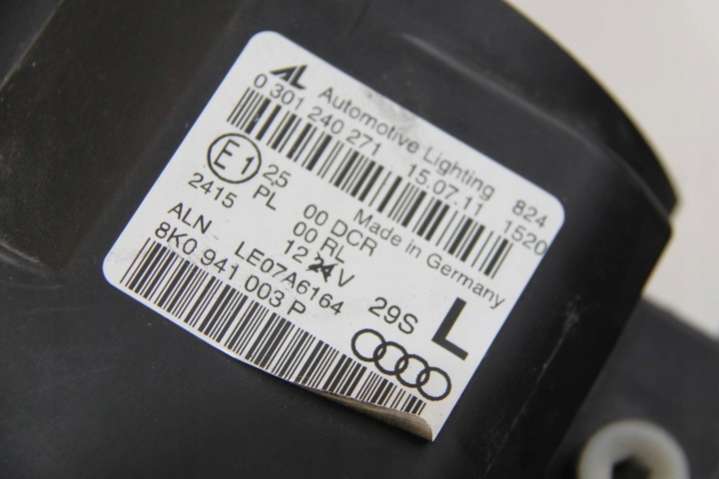 AL Automotive Lighting 824
0 301 240 271 15.07.11 1520
E1 25 00 DCR Made in Germany
2415 PL 00 RL
12 24 V
ALN LE07A6164 29S L
8K0 941 003 P